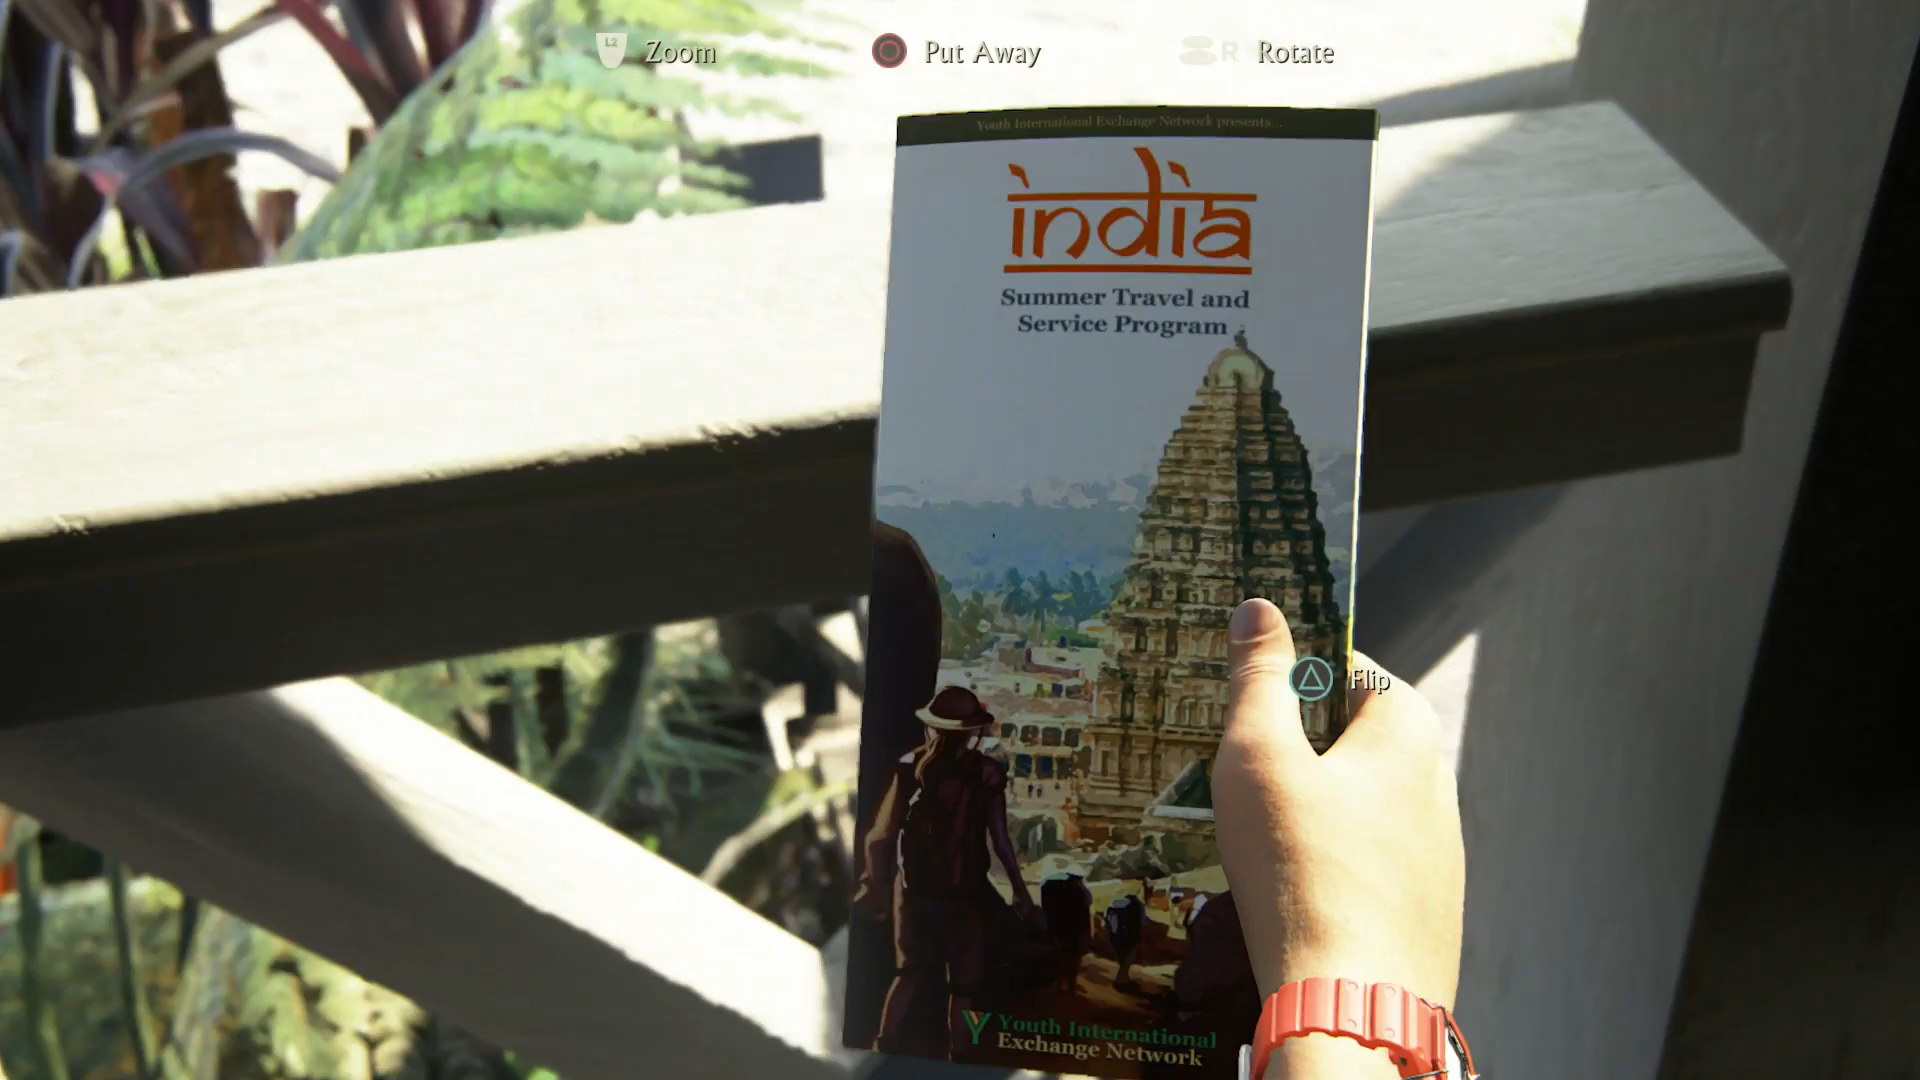 L2 Zoom
Put Away
R Rotate
Youth International Exchange Network presents...
india
Summer Travel and
Service Program
Flip
Youth International
Exchange Network